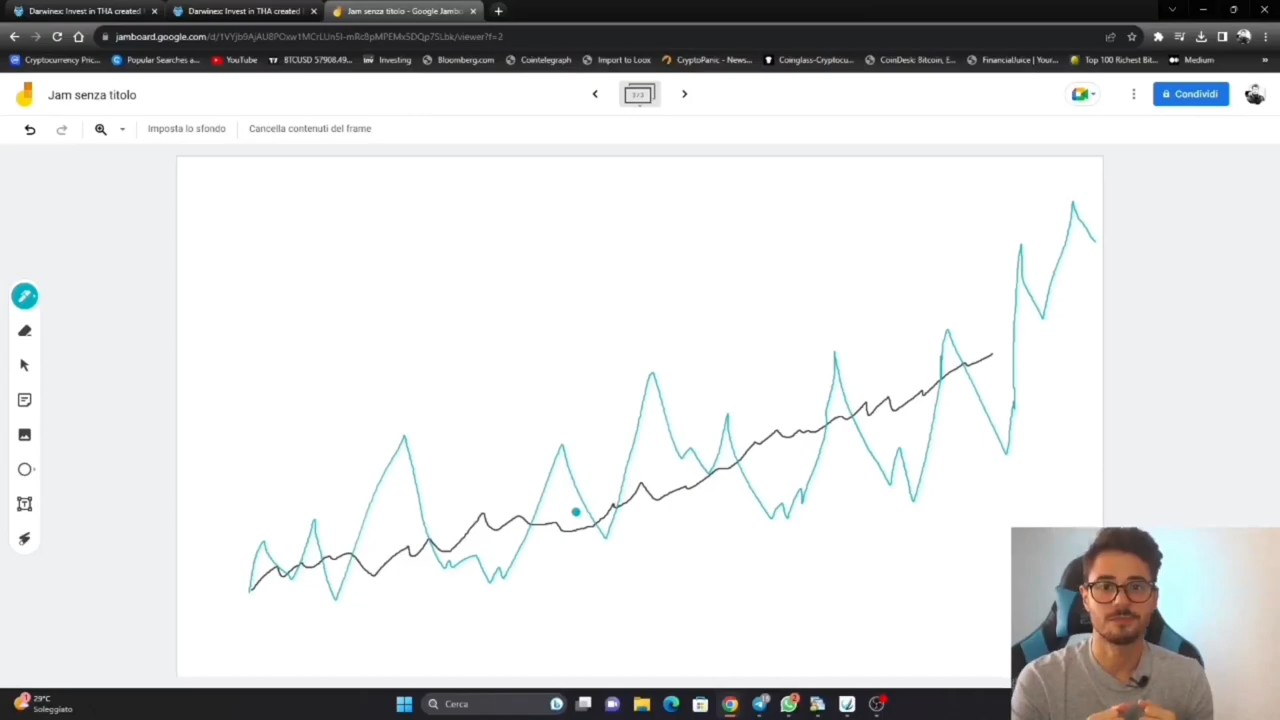 Darwinex: Invest in THA created
Darwinex: Invest in THA created
Jam senza titolo - Google Jambo
jamboard.google.com/d/1VYjb9AjAU8POxw1MCrLUn5I-mRc8pMPEMx5DQp7SLbk/viewer?f=2
Cryptocurrency Pric...
Popular Searches a...
YouTube
BTCUSD 57908.49...
Investing
Bloomberg.com
Cointelegraph
Import to Loox
CryptoPanic - News...
Coinglass-Cryptocu...
CoinDesk: Bitcoin, E...
FinancialJuice | Your...
Top 100 Richest Bit...
Medium
Jam senza titolo
Condividi
Imposta lo sfondo
Cancella contenuti del frame
29°C
Soleggiato
Cerca